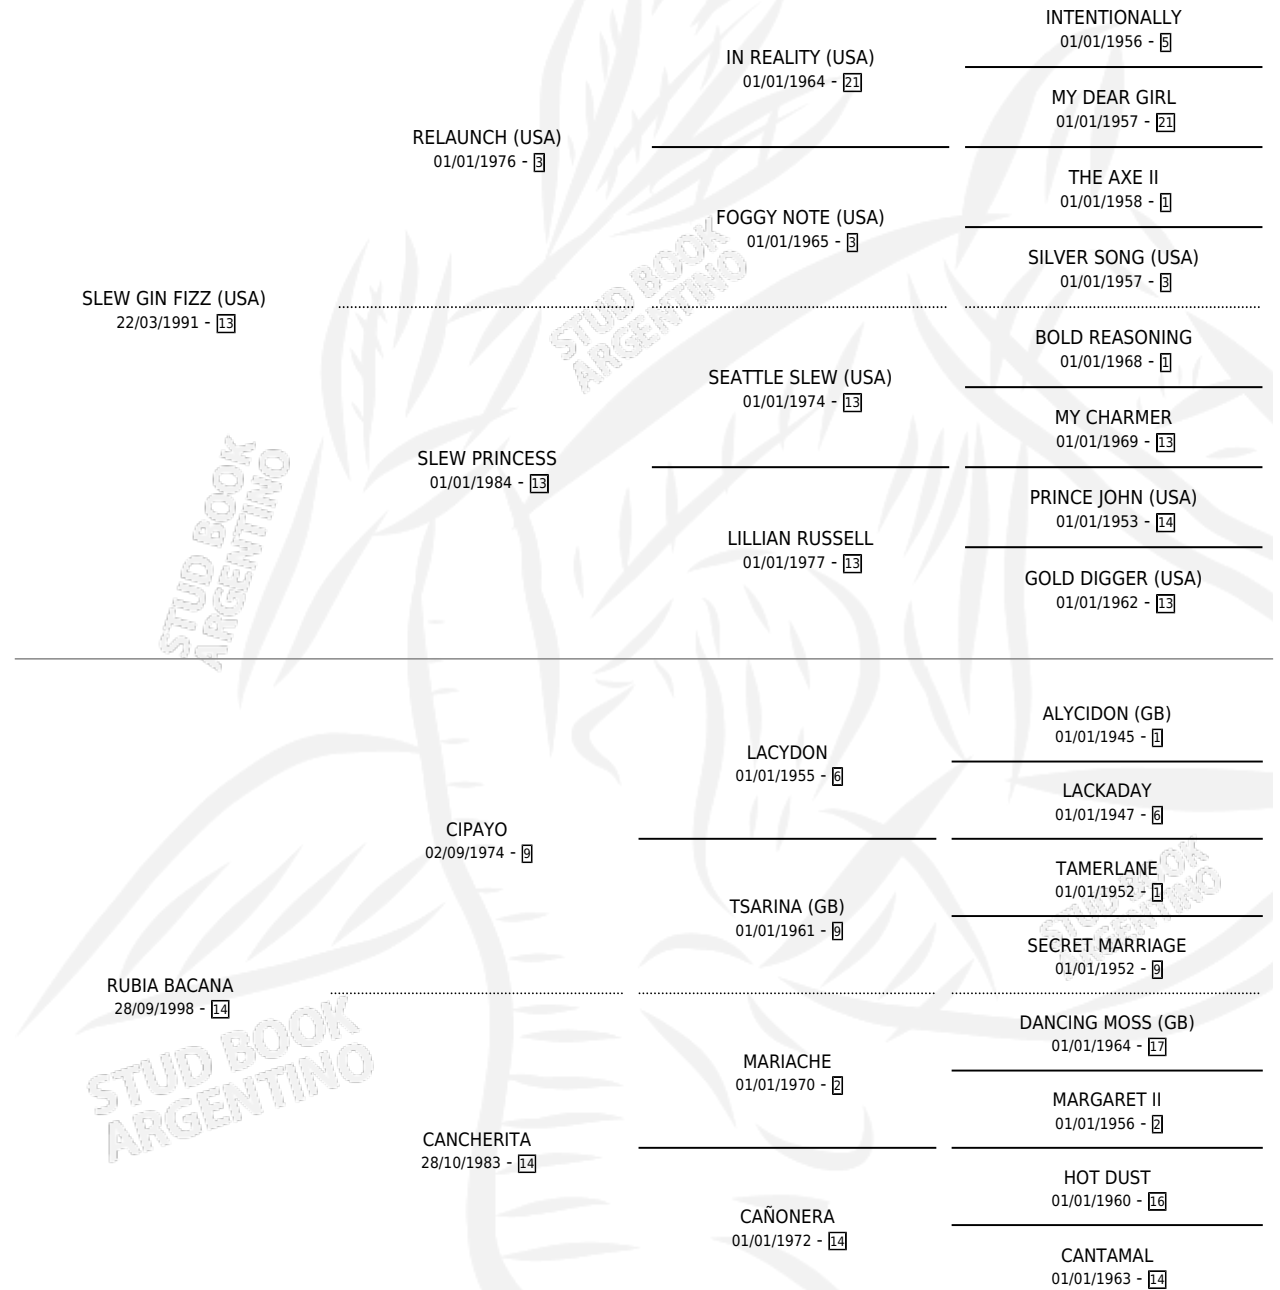 INTENTIONALLY
01/01/1956 - 5
IN REALITY (USA)
01/01/1964 - 21
MY DEAR GIRL
01/01/1957 - 21
RELAUNCH (USA)
01/01/1976 - 3
THE AXE II
01/01/1958 - 1
FOGGY NOTE (USA)
01/01/1965 - 3
SILVER SONG (USA)
01/01/1957 - 3
SLEW GIN FIZZ (USA)
22/03/1991 - 13
STUD BOOK
ARGENTINO
BOLD REASONING
01/01/1968 - 1
SEATTLE SLEW (USA)
01/01/1974 - 13
MY CHARMER
01/01/1969 - 13
SLEW PRINCESS
01/01/1984 - 13
PRINCE JOHN (USA)
01/01/1953 - 14
LILLIAN RUSSELL
01/01/1977 - 13
GOLD DIGGER (USA)
01/01/1962 - 13
STUD BOOK
ARGENTINO
ALYCIDON (GB)
01/01/1945 - 1
LACYDON
01/01/1955 - 6
LACKADAY
01/01/1947 - 6
CIPAYO
02/09/1974 - 9
TAMERLANE
01/01/1952 - 1
TSARINA (GB)
01/01/1961 - 9
SECRET MARRIAGE
01/01/1952 - 9
STUD BOOK
ARGENTINO
RUBIA BACANA
28/09/1998 - 14
DANCING MOSS (GB)
01/01/1964 - 17
MARIACHE
01/01/1970 - 2
MARGARET II
01/01/1956 - 2
STUD BOOK
ARGENTINO
CANCHERITA
28/10/1983 - 14
HOT DUST
01/01/1960 - 16
CAÑONERA
01/01/1972 - 14
CANTAMAL
01/01/1963 - 14